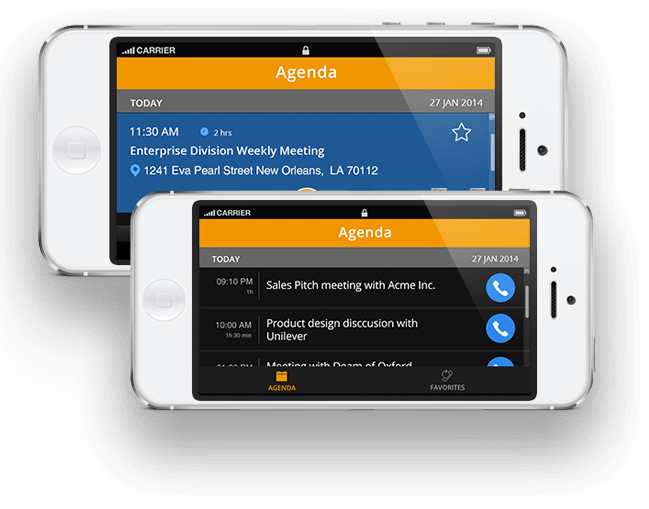 CARRIER
Agenda
TODAY 27 JAN 2014
11:30 AM 2 hrs
Enterprise Division Weekly Meeting
1241 Eva Pearl Street New Orleans, LA 70112
CARRIER
Agenda
TODAY 27 JAN 2014
09:10 PM
1h
Sales Pitch meeting with Acme Inc.
10:00 AM
1h 30 min
Product design disccusion with
Unilever
Meeting with Deam of Oxford
AGENDA FAVORITES